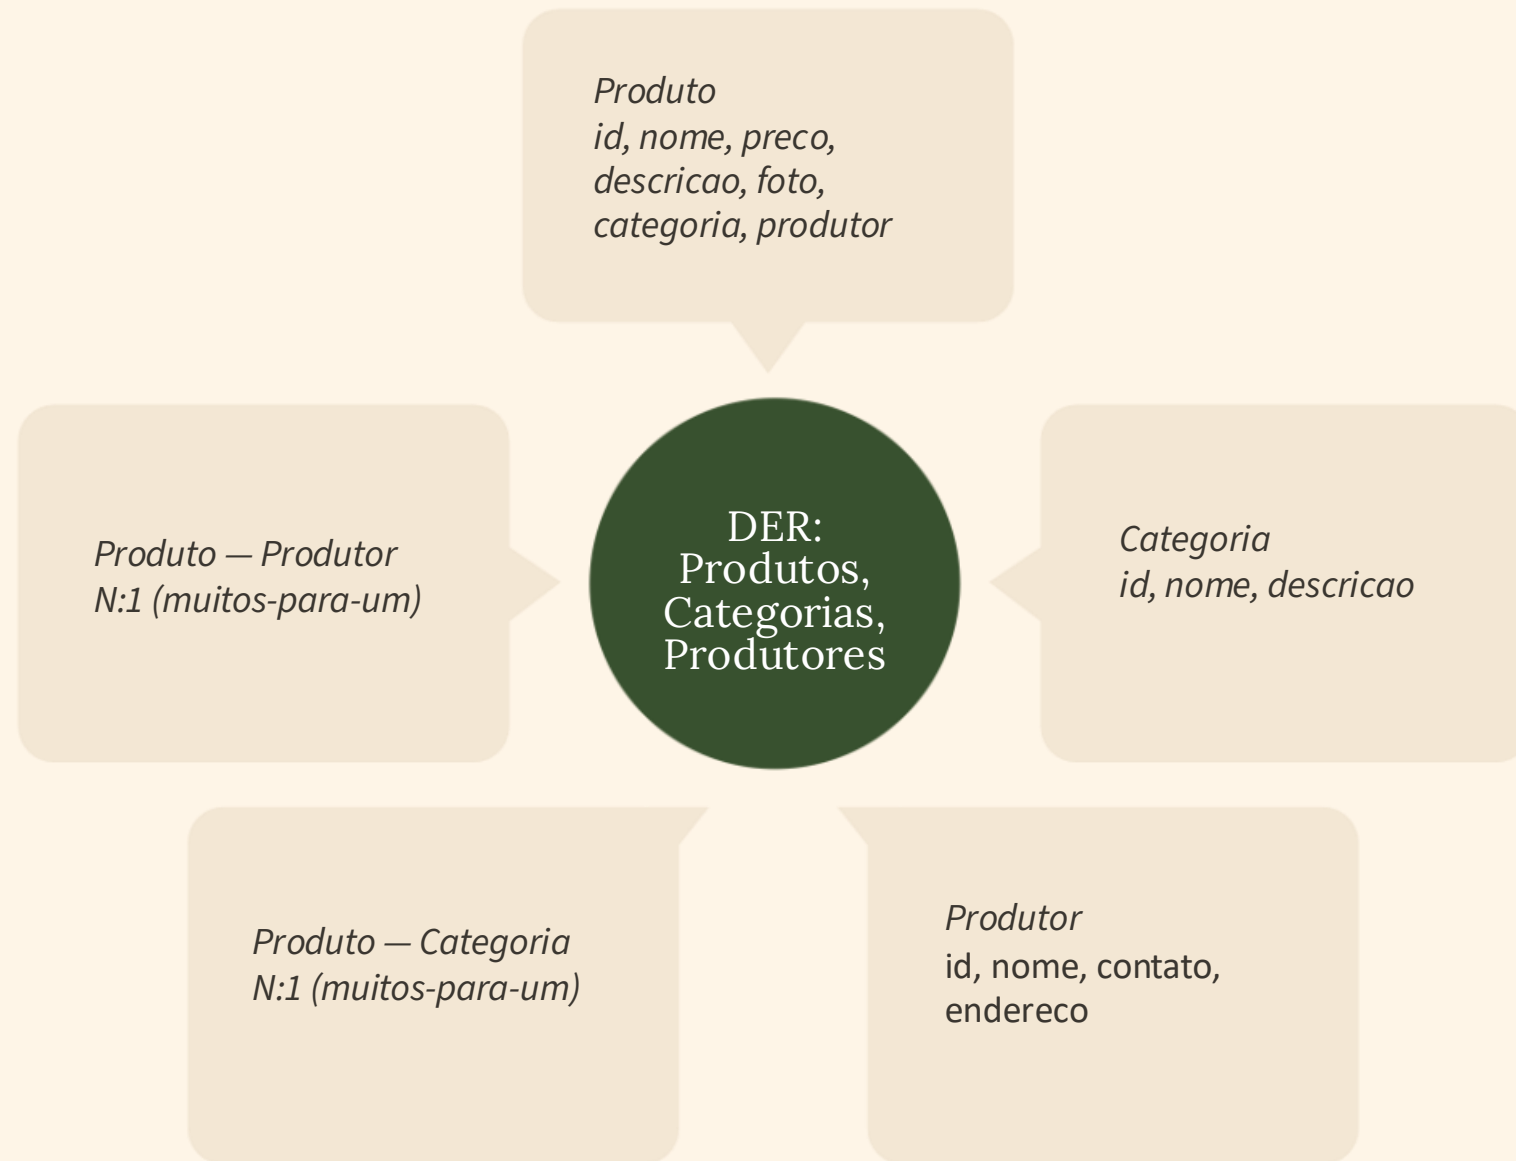 Produto
id, nome, preco,
descricao, foto,
categoria, produtor
Produto — Produtor
N:1 (muitos-para-um)
DER:
Produtos,
Categorias,
Produtores
Categoria
id, nome, descricao
Produto — Categoria
N:1 (muitos-para-um)
Produtor
id, nome, contato,
endereco